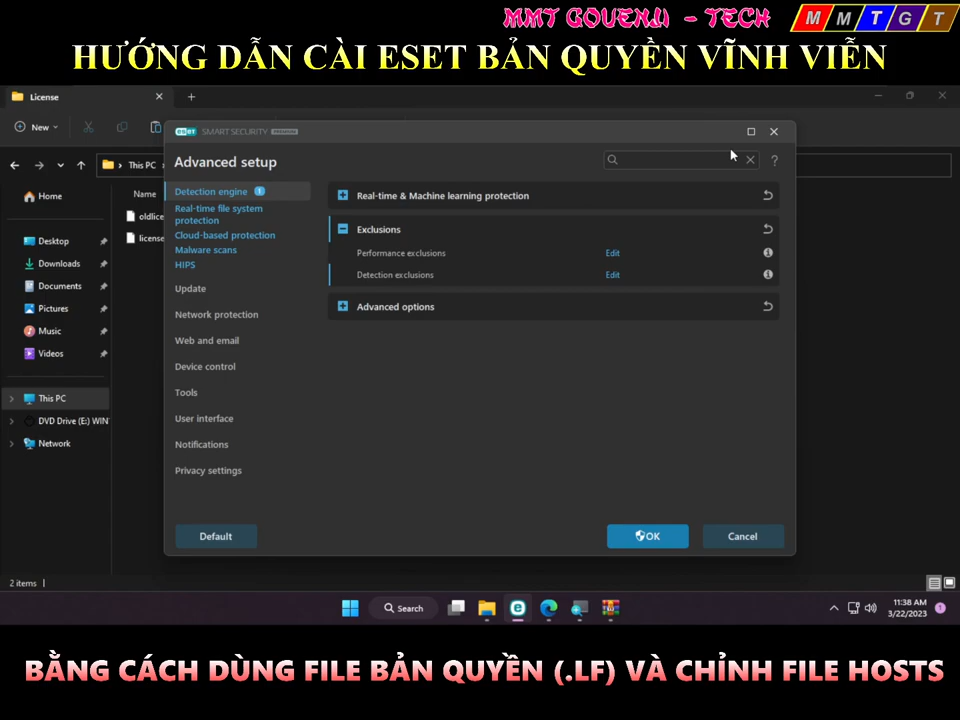 MMT GOUENJI - TECH
MMTGT
HƯỚNG DẪN CÀI ESET BẢN QUYỀN VĨNH VIỄN
License
New
This PC
eset SMART SECURITY PREMIUM
Advanced setup
Home
Desktop
Downloads
Documents
Pictures
Music
Videos
This PC
DVD Drive (E:) WIN
Network
Name
oldlice
license
Detection engine
Real-time file system
protection
Cloud-based protection
Malware scans
HIPS
Update
Network protection
Web and email
Device control
Tools
User interface
Notifications
Privacy settings
Real-time & Machine learning protection
Exclusions
Performance exclusions Edit
Detection exclusions Edit
Advanced options
Default
OK
Cancel
2 items
Search
11:38 AM
3/22/2023
1
BẰNG CÁCH DÙNG FILE BẢN QUYỀN (.LF) VÀ CHỈNH FILE HOSTS